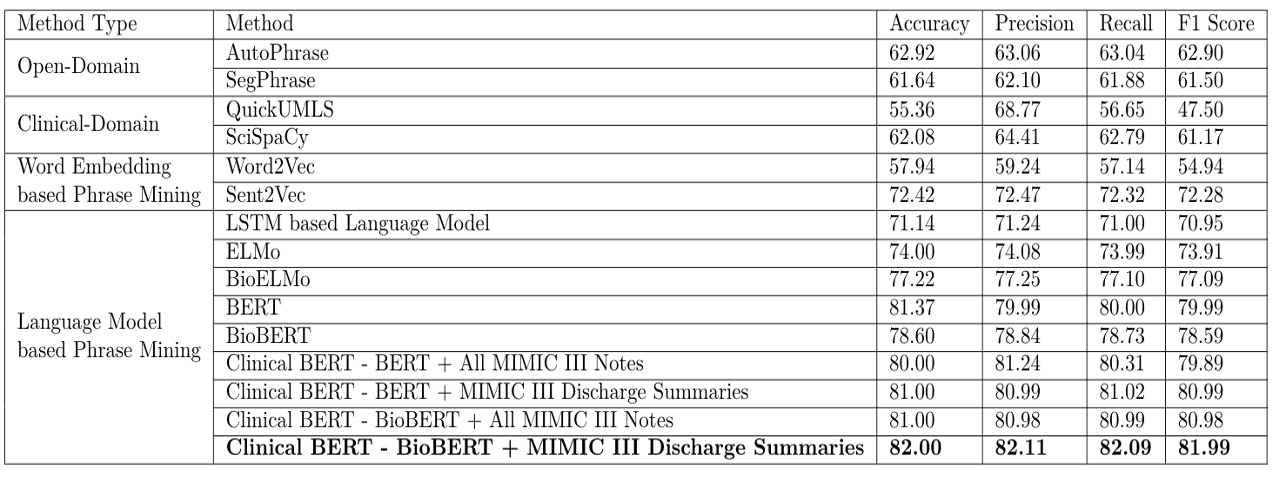 Method Type Method Accuracy Precision Recall F1 Score
Open-Domain AutoPhrase 62.92 63.06 63.04 62.90
SegPhrase 61.64 62.10 61.88 61.50
Clinical-Domain QuickUMLS 55.36 68.77 56.65 47.50
SciSpaCy 62.08 64.41 62.79 61.17
Word Embedding Word2Vec 57.94 59.24 57.14 54.94
based Phrase Mining Sent2Vec 72.42 72.47 72.32 72.28
LSTM based Language Model 71.14 71.24 71.00 70.95
ELMo 74.00 74.08 73.99 73.91
BioELMo 77.22 77.25 77.10 77.09
BERT 81.37 79.99 80.00 79.99
Language Model
based Phrase Mining
BioBERT 78.60 78.84 78.73 78.59
Clinical BERT - BERT + All MIMIC III Notes 80.00 81.24 80.31 79.89
Clinical BERT - BERT + MIMIC III Discharge Summaries 81.00 80.99 81.02 80.99
Clinical BERT - BioBERT + All MIMIC III Notes 81.00 80.98 80.99 80.98
Clinical BERT - BioBERT + MIMIC III Discharge Summaries 82.00 82.11 82.09 81.99